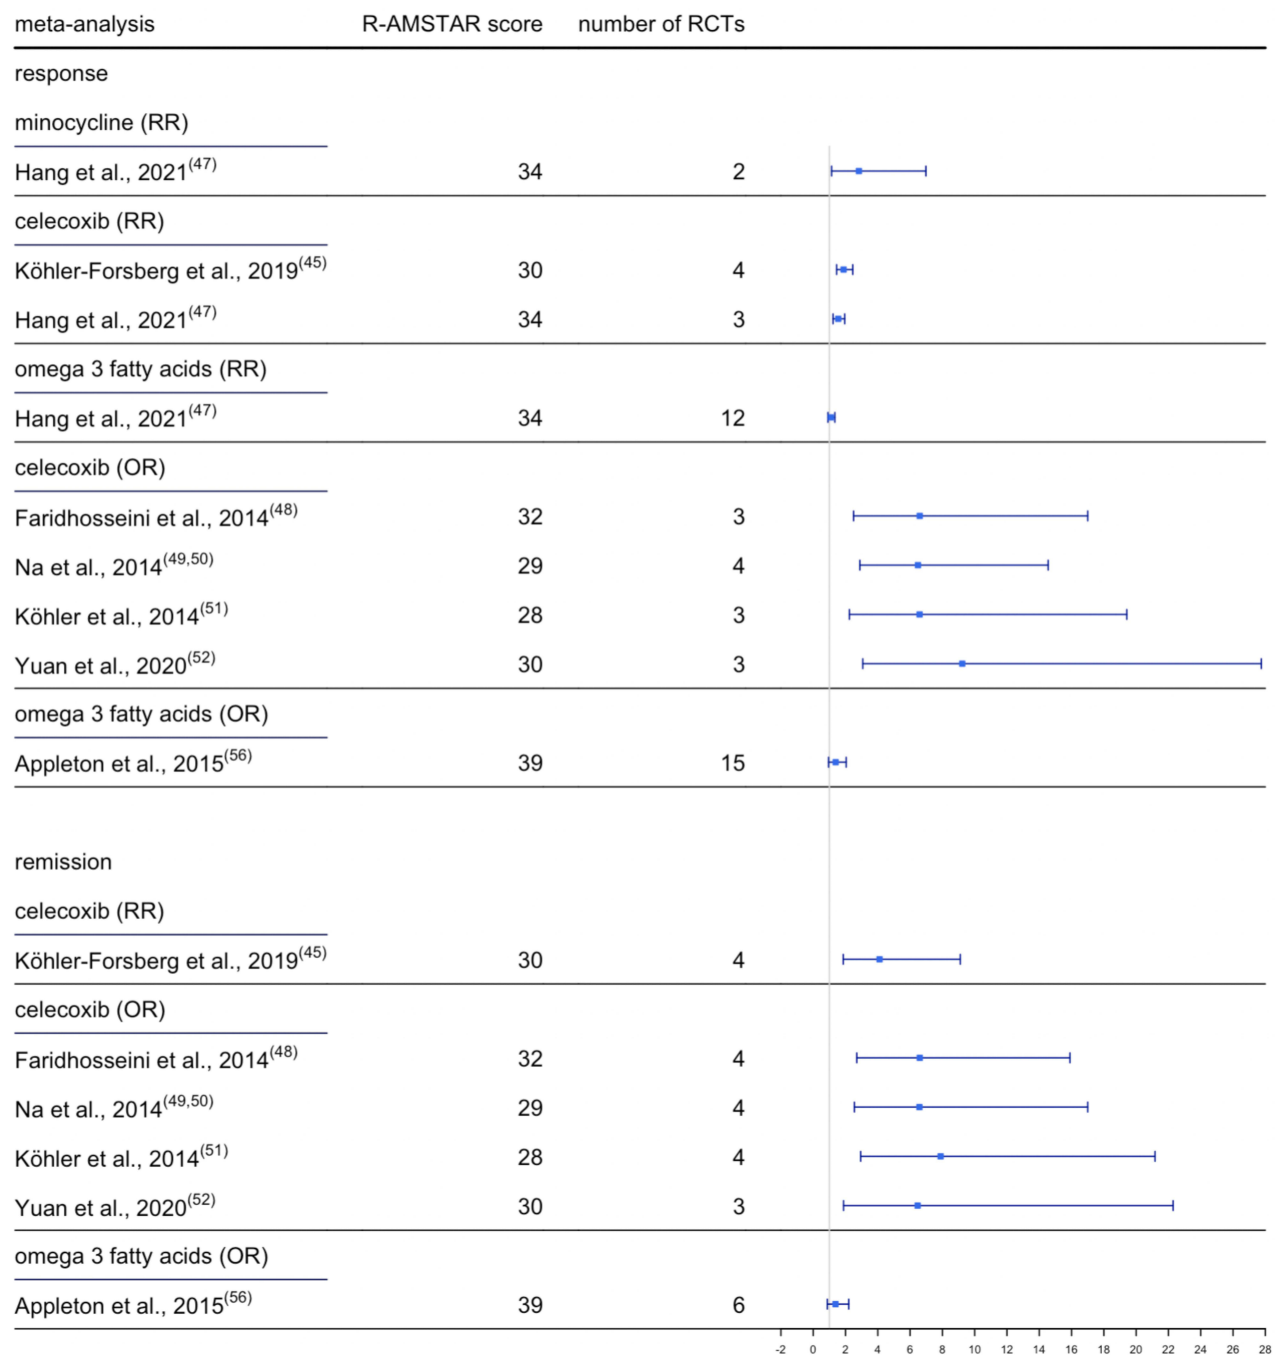 meta-analysis R-AMSTAR score number of RCTs
response
minocycline (RR)
Hang et al., 2021(47) 34 2
celecoxib (RR)
Köhler-Forsberg et al., 2019(45) 30 4
Hang et al., 2021(47) 34 3
omega 3 fatty acids (RR)
Hang et al., 2021(47) 34 12
celecoxib (OR)
Faridhosseini et al., 2014(48) 32 3
Na et al., 2014(49,50) 29 4
Köhler et al., 2014(51) 28 3
Yuan et al., 2020(52) 30 3
omega 3 fatty acids (OR)
Appleton et al., 2015(56) 39 15
remission
celecoxib (RR)
Köhler-Forsberg et al., 2019(45) 30 4
celecoxib (OR)
Faridhosseini et al., 2014(48) 32 4
Na et al., 2014(49,50) 29 4
Köhler et al., 2014(51) 28 4
Yuan et al., 2020(52) 30 3
omega 3 fatty acids (OR)
Appleton et al., 2015(56) 39 6
-2 0 2 4 6 8 10 12 14 16 18 20 22 24 26 28